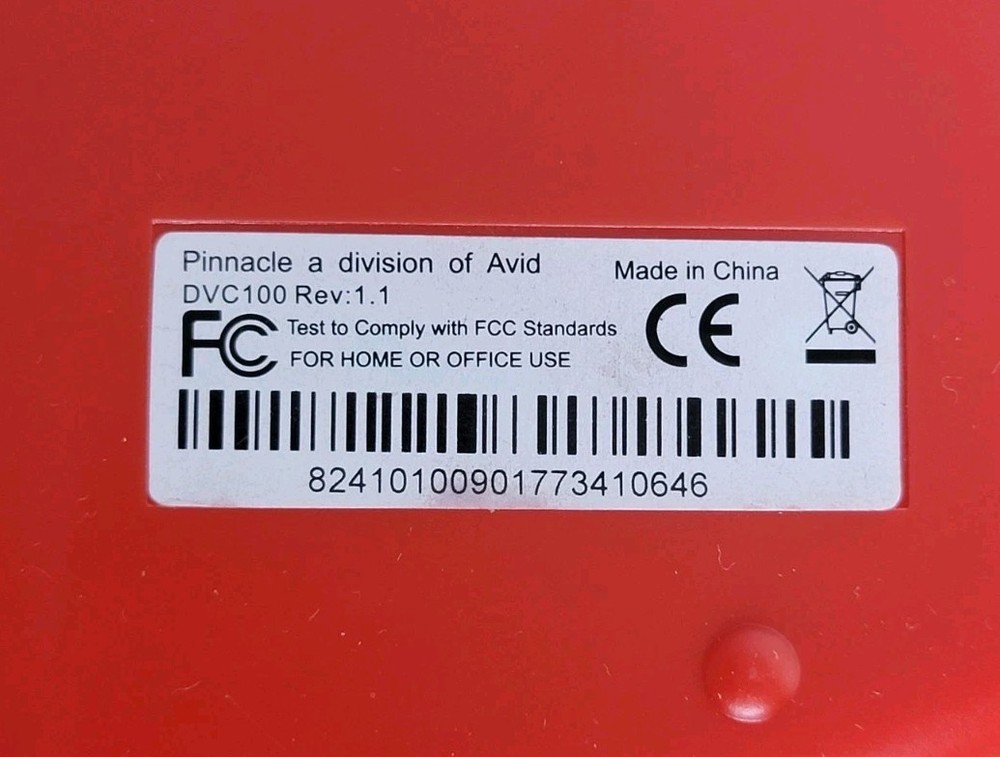 Pinnacle a division of Avid
Made in China
DVC100 Rev:1.1
FC Test to Comply with FCC Standards
FOR HOME OR OFFICE USE
CE
82410100901773410646